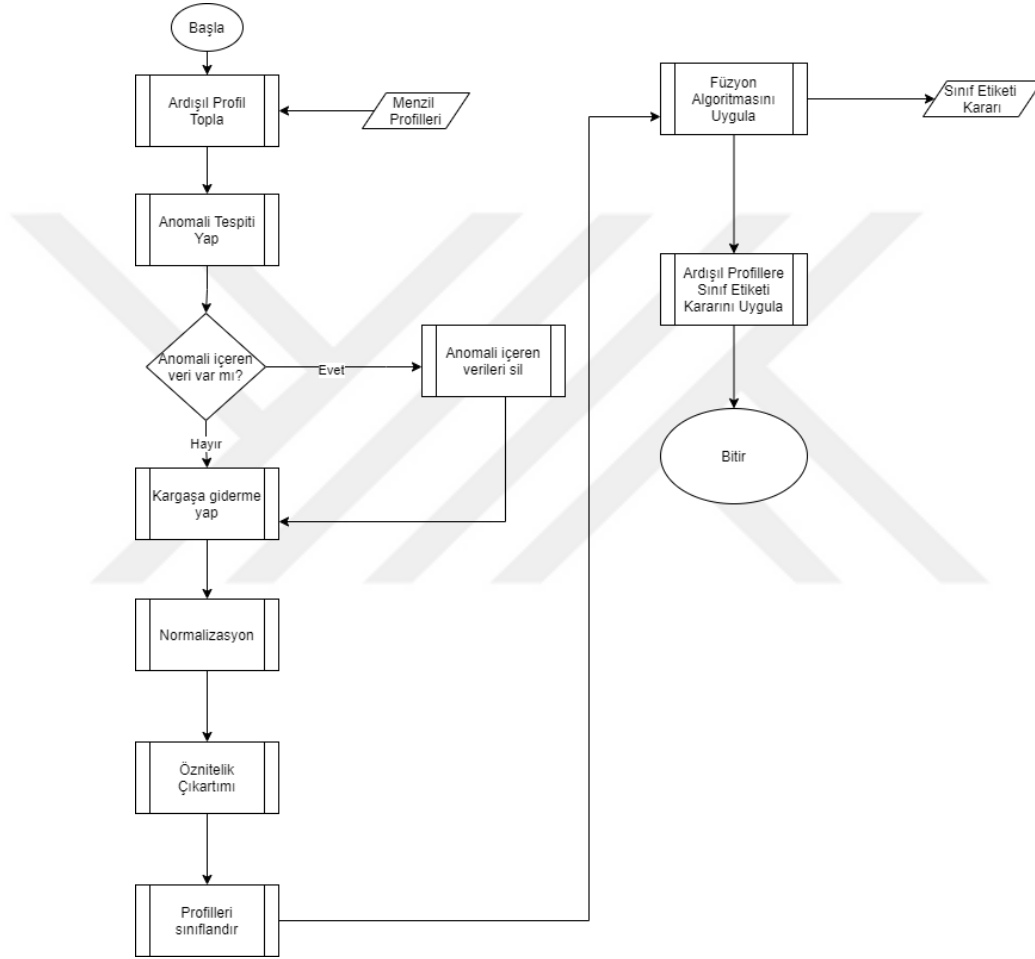 Başla
Ardışıl Profil
Topla
Menzil
Profilleri
Anomali Tespiti
Yap
Anomali içeren
veri var mı?
Evet
Anomali içeren
verileri sil
Hayır
Kargaşa giderme
yap
Normalizasyon
Öznitelik
Çıkartımı
Profilleri
sınıflandır
Füzyon
Algoritmasını
Uygula
Sınıf Etiketi
Kararı
Ardışıl Profillere
Sınıf Etiketi
Kararını Uygula
Bitir